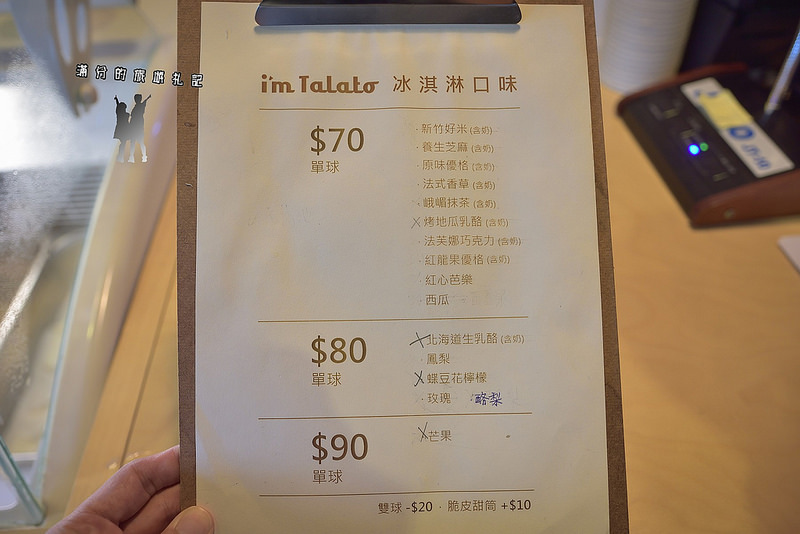 滿分的旅遊札記
i'm Talato 冰淇淋口味
$70
單球
·新竹好米(含奶)
·養生芝麻(含奶)
·原味優格(含奶)
·法式香草(含奶)
·峨嵋抹茶(含奶)
·烤地瓜乳酪(含奶)
·法芙娜巧克力(含奶)
·紅龍果優格(含奶)
·紅心芭樂
·西瓜
$80
單球
·北海道生乳酪(含奶)
·鳳梨
·蝶豆花檸檬
·玫瑰 ·酪梨
$90
單球
·芒果
雙球 -$20 · 脆皮甜筒 +$10